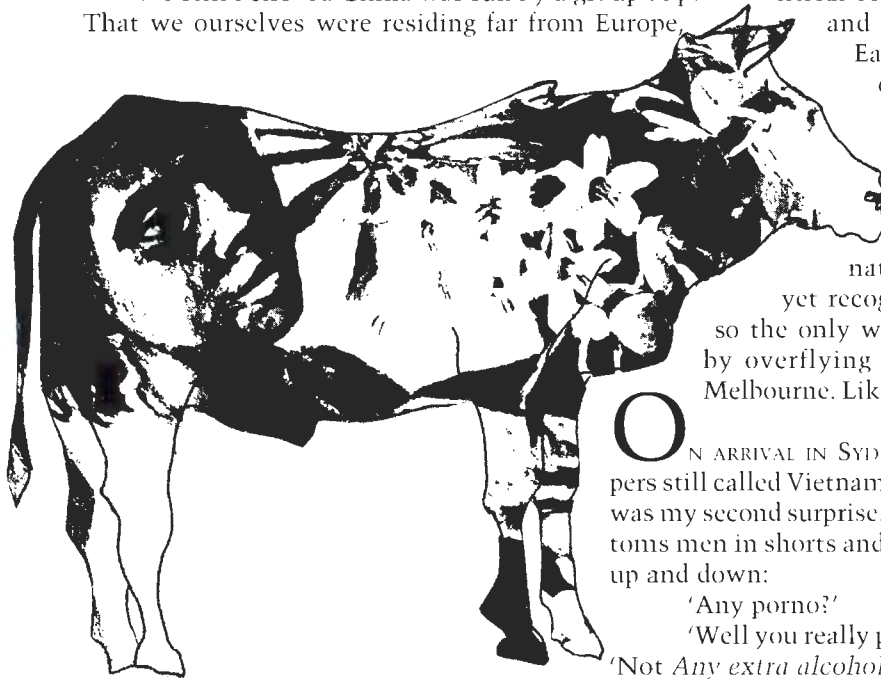 That we ourselves were residing far from Europe, and
Ea
nat
yet recog
so the only w
by overflying
Melbourne. Lik
ON ARRIVAL IN SYD
pers still called Vietnam
was my second surprise.
toms men in shorts and
up and down:
'Any porno?'
'Well you really p
'Not Any extra alcohol